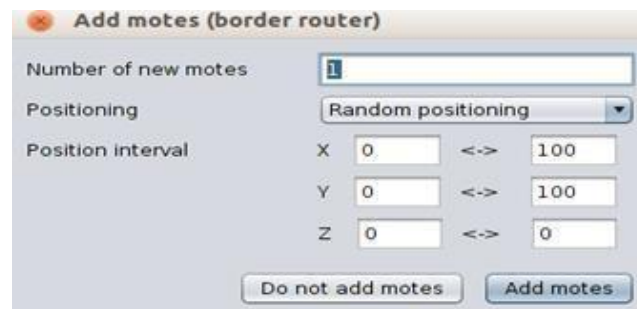 Add motes (border router)
Number of new motes 1
Positioning Random positioning
Position interval X 0 <-> 100
Y 0 <-> 100
Z 0 <-> 0
Do not add motes Add motes